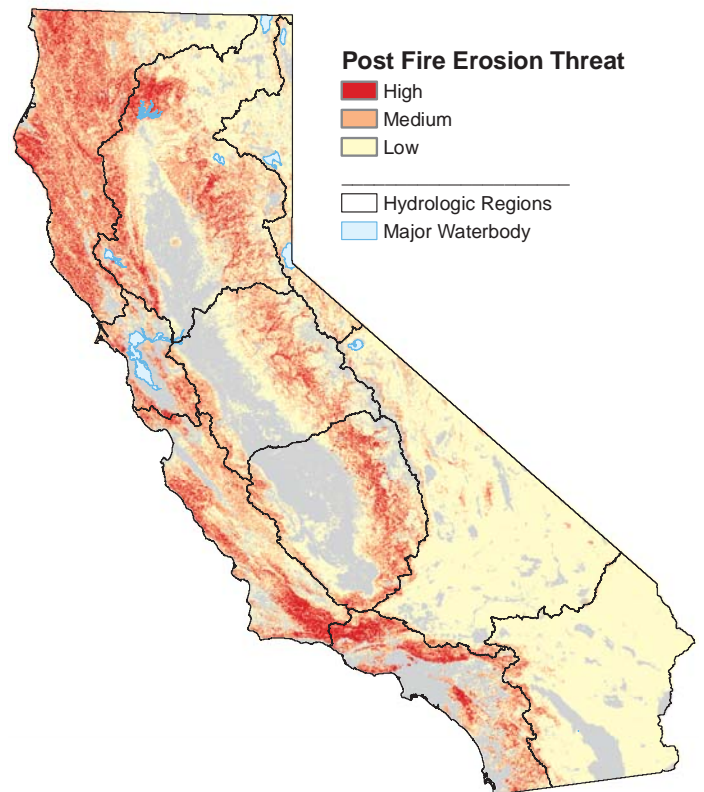 Post Fire Erosion Threat
High
Medium
Low
Hydrologic Regions
Major Waterbody